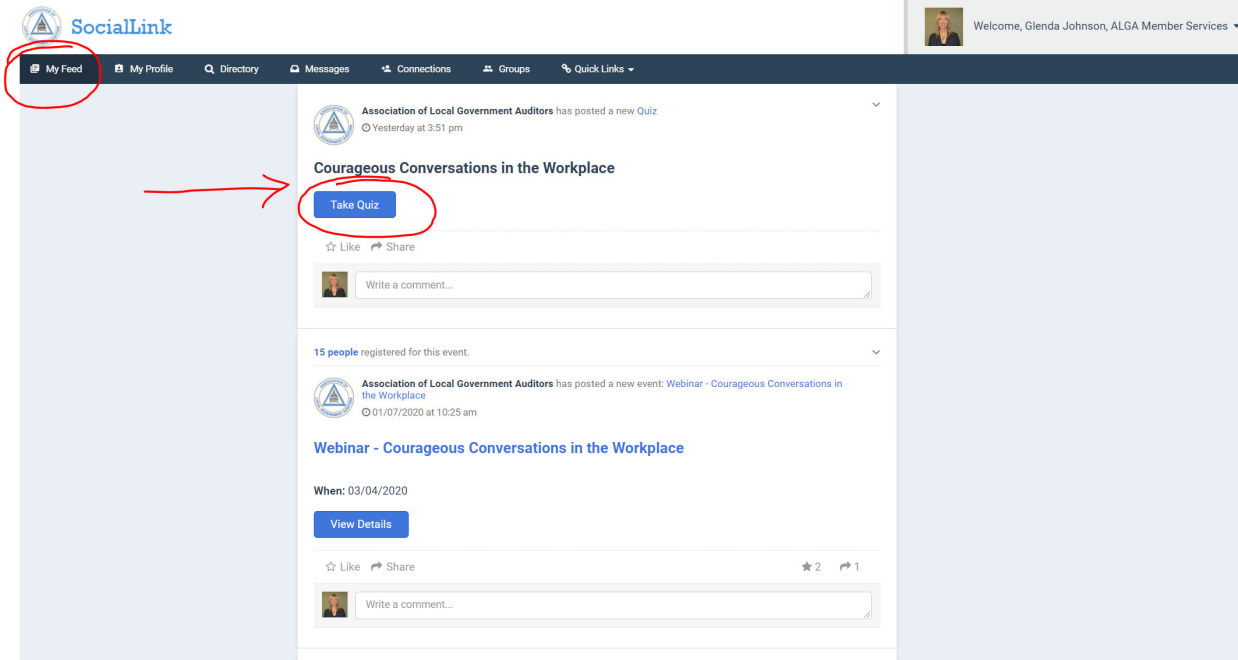 SocialLink
Welcome, Glenda Johnson, ALGA Member Services
My Feed My Profile Directory Messages Connections Groups Quick Links
Association of Local Government Auditors has posted a new Quiz
Yesterday at 3:51 pm
Courageous Conversations in the Workplace
Take Quiz
Like Share
Write a comment...
15 people registered for this event.
Association of Local Government Auditors has posted a new event: Webinar - Courageous Conversations in
the Workplace
01/07/2020 at 10:25 am
Webinar - Courageous Conversations in the Workplace
When: 03/04/2020
View Details
Like Share 2 1
Write a comment...